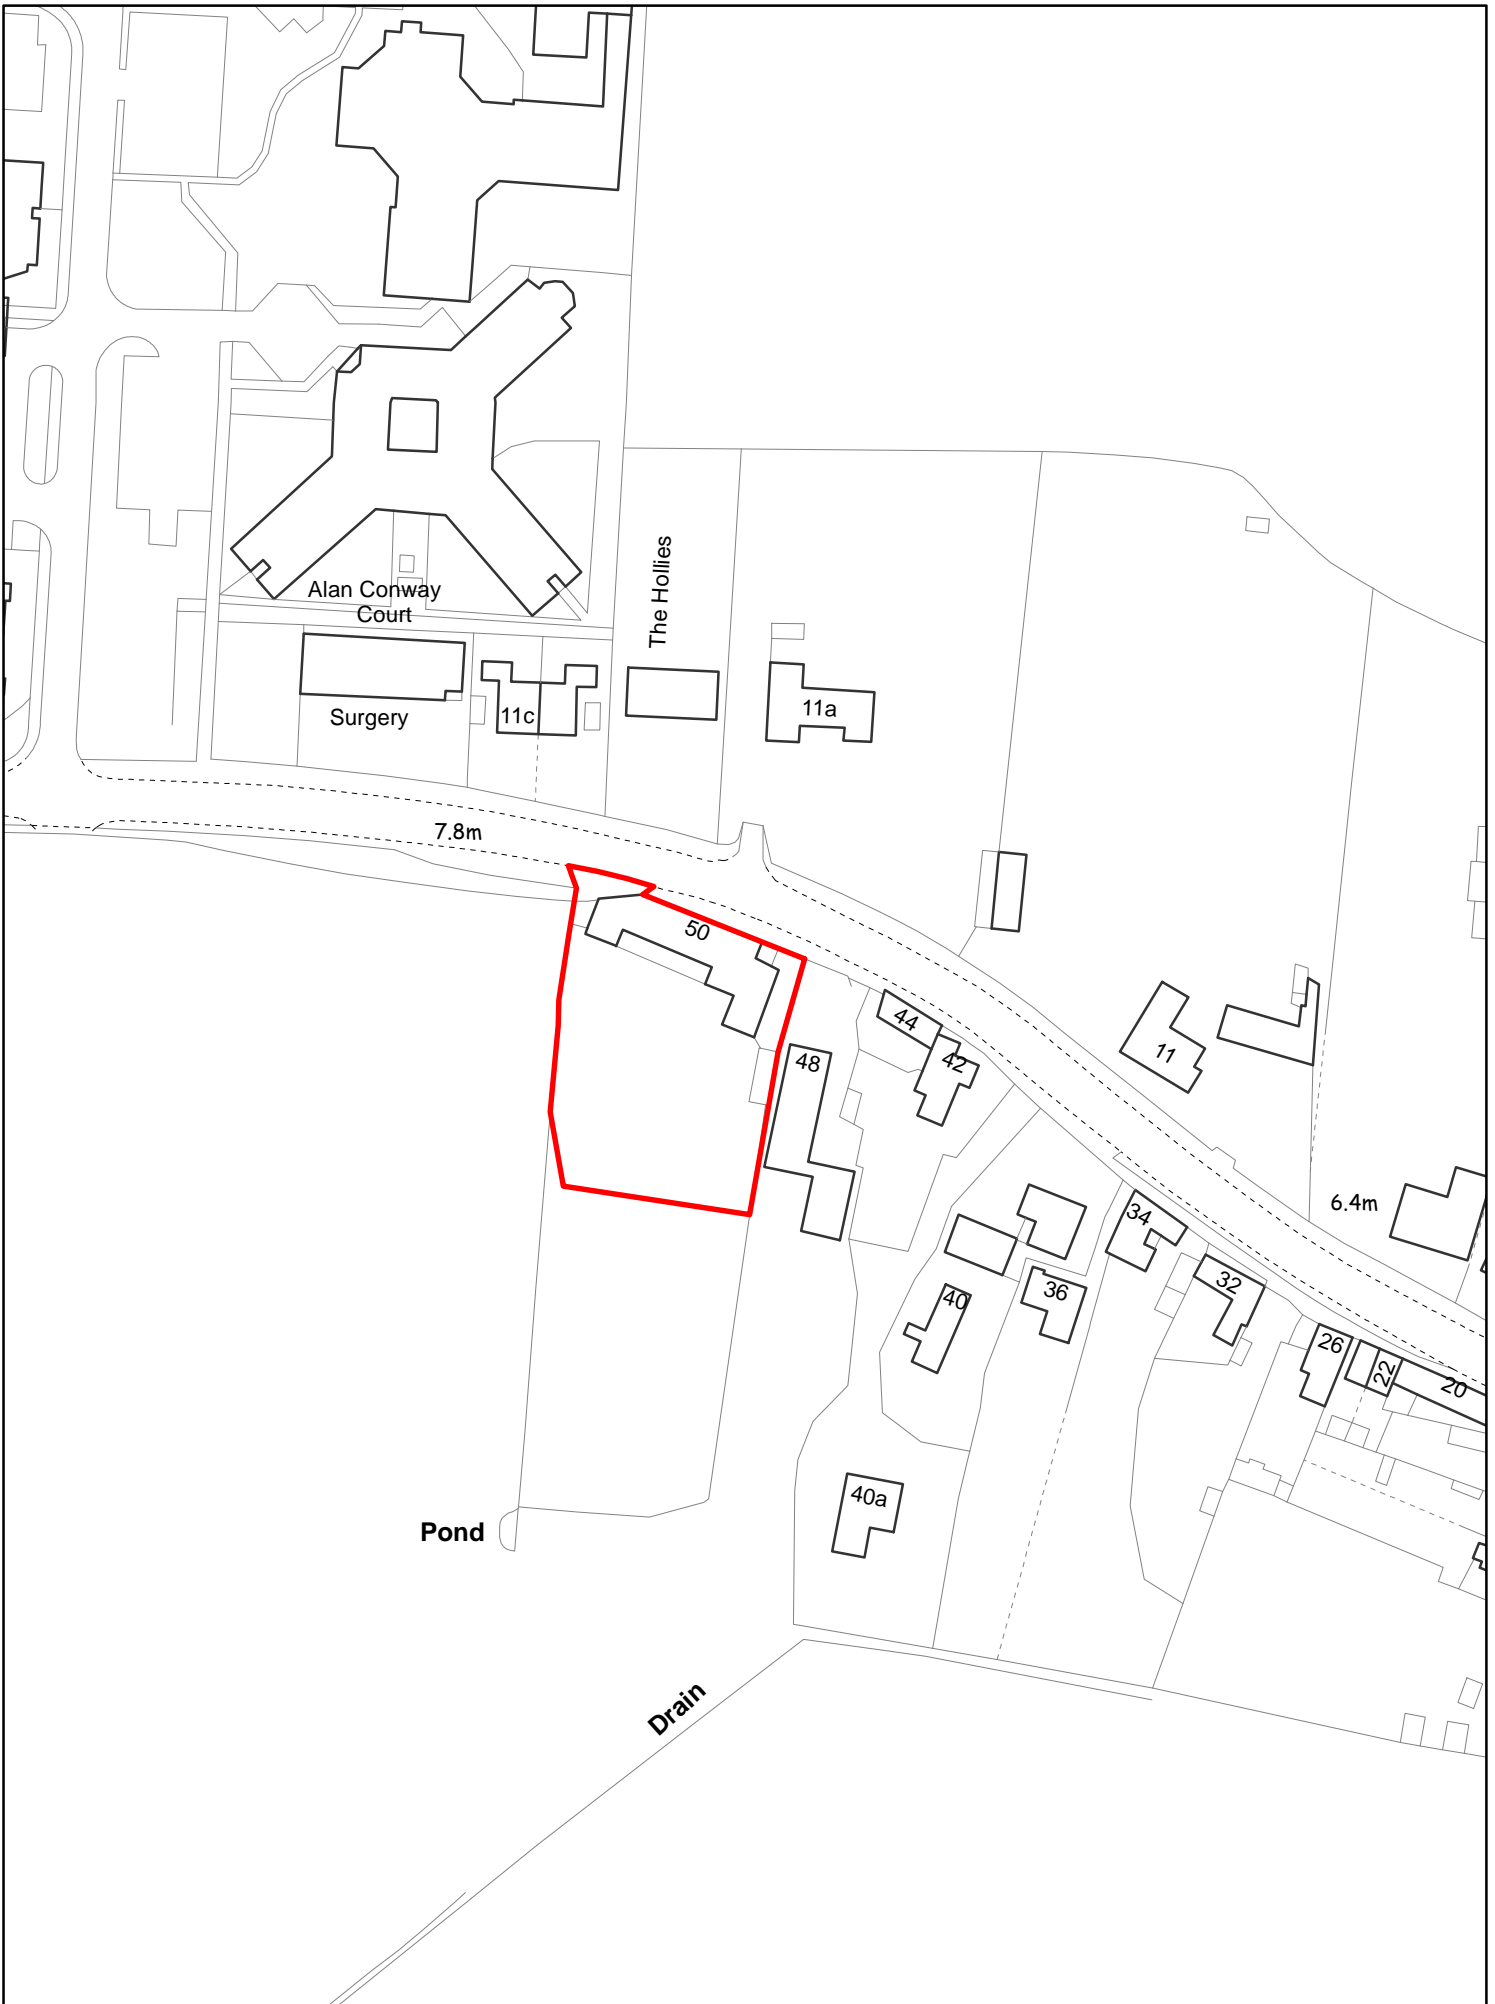 The Hollies
Alan Conway
Court
Surgery
11c
11a
7.8m
50
44
42
48
11
34
6.4m
32
36
40
26
22
20
40a
Pond
Drain